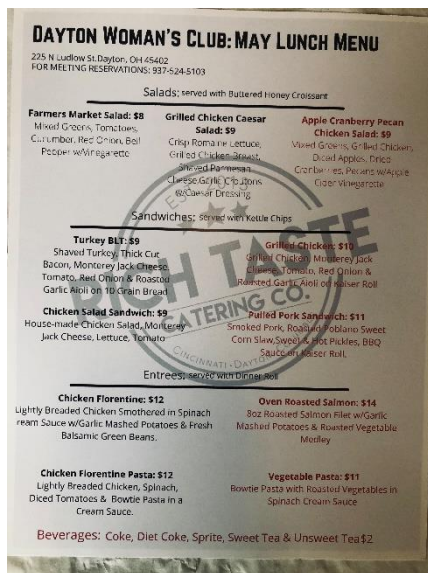 DAYTON WOMAN'S CLUB: MAY LUNCH MENU
225 N Ludlow St.Dayton, OH 45402
FOR MEETING RESERVATIONS: 937-524-5103
Salads: served with Buttered Honey Croissant
Farmers Market Salad: $8
Mixed Greens, Tomatoes,
Cucumber, Red Onion, Bell
Pepper w/Vinegarette
Grilled Chicken Caesar
Salad: $9
Crisp Romaine Lettuce,
Grilled Chicken Breast,
Shaved Parmesan
Cheese,Garlic Croutons
w/Caesar Dressing
Apple Cranberry Pecan
Chicken Salad: $9
Mixed Greens, Grilled Chicken,
Diced Apples, Dried
Cranberries, Pecans w/Apple
Cider Vinegarette
Sandwiches: served with Kettle Chips
Turkey BLT: $9
Shaved Turkey, Thick Cut
Bacon, Monterey Jack Cheese,
Tomato, Red Onion & Roasted
Garlic Aioli on 10 Grain Bread
Grilled Chicken: $10
Grilled Chicken, Monterey Jack
Cheese, Tomato, Red Onion &
Roasted Garlic Aioli on Kaiser Roll
Chicken Salad Sandwich: $9
House-made Chicken Salad, Monterey
Jack Cheese, Lettuce, Tomato
Pulled Pork Sandwich: $11
Smoked Pork, Roasted Poblano Sweet
Corn Slaw,Sweet & Hot Pickles, BBQ
Sauce on Kaiser Roll.
RICH TASTE
CATERING CO.
CINCINNATI · DAYTON
Entrees: served with Dinner Roll
Chicken Florentine: $12
Lightly Breaded Chicken Smothered in Spinach
ream Sauce w/Garlic Mashed Potatoes & Fresh
Balsamic Green Beans.
Oven Roasted Salmon: $14
8oz Roasted Salmon Filet w/Garlic
Mashed Potatoes & Roasted Vegetable
Medley
Chicken Florentine Pasta: $12
Lightly Breaded Chicken, Spinach,
Diced Tomatoes & Bowtie Pasta in a
Cream Sauce.
Vegetable Pasta: $11
Bowtie Pasta with Roasted Vegetables in
Spinach Cream Sauce
Beverages: Coke, Diet Coke, Sprite, Sweet Tea & Unsweet Tea$2